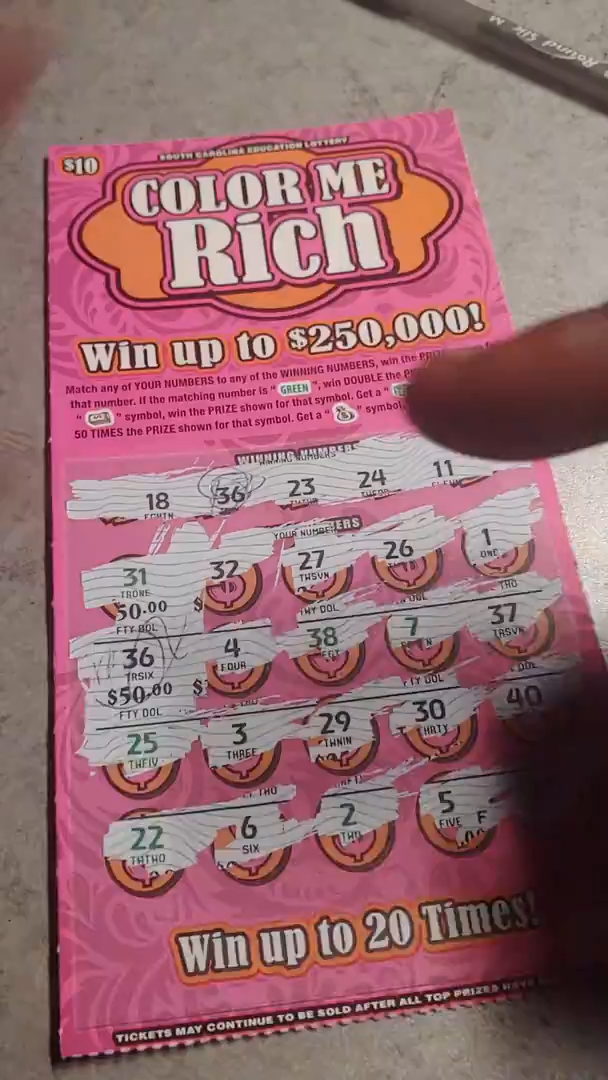 $10
SOUTH CAROLINA EDUCATION LOTTERY
COLOR ME
Rich
Win up to $250,000!
Match any of YOUR NUMBERS to any of the WINNING NUMBERS, win the
that number. If the matching number is "GREEN", win DOUBLE the
" " symbol, win the PRIZE shown for that symbol. Get a "
50 TIMES the PRIZE shown for that symbol. Get a " " symbol,
WINNING NUMBERS
18 36 23 24 11
YOUR NUMBERS
31 32 27 26 1
TRONE THSVN ONE
50.00 $
FTY DOL
36 4 38 7 37
TRSIX FOUR TRSVN
$50.00 $
FTY DOL
25 3 29 30 40
THREE THNIN
22 6 2 5
SIX FIVE
Win up to 20 Times!
TICKETS MAY CONTINUE TO BE SOLD AFTER ALL TOP PRIZES HAVE